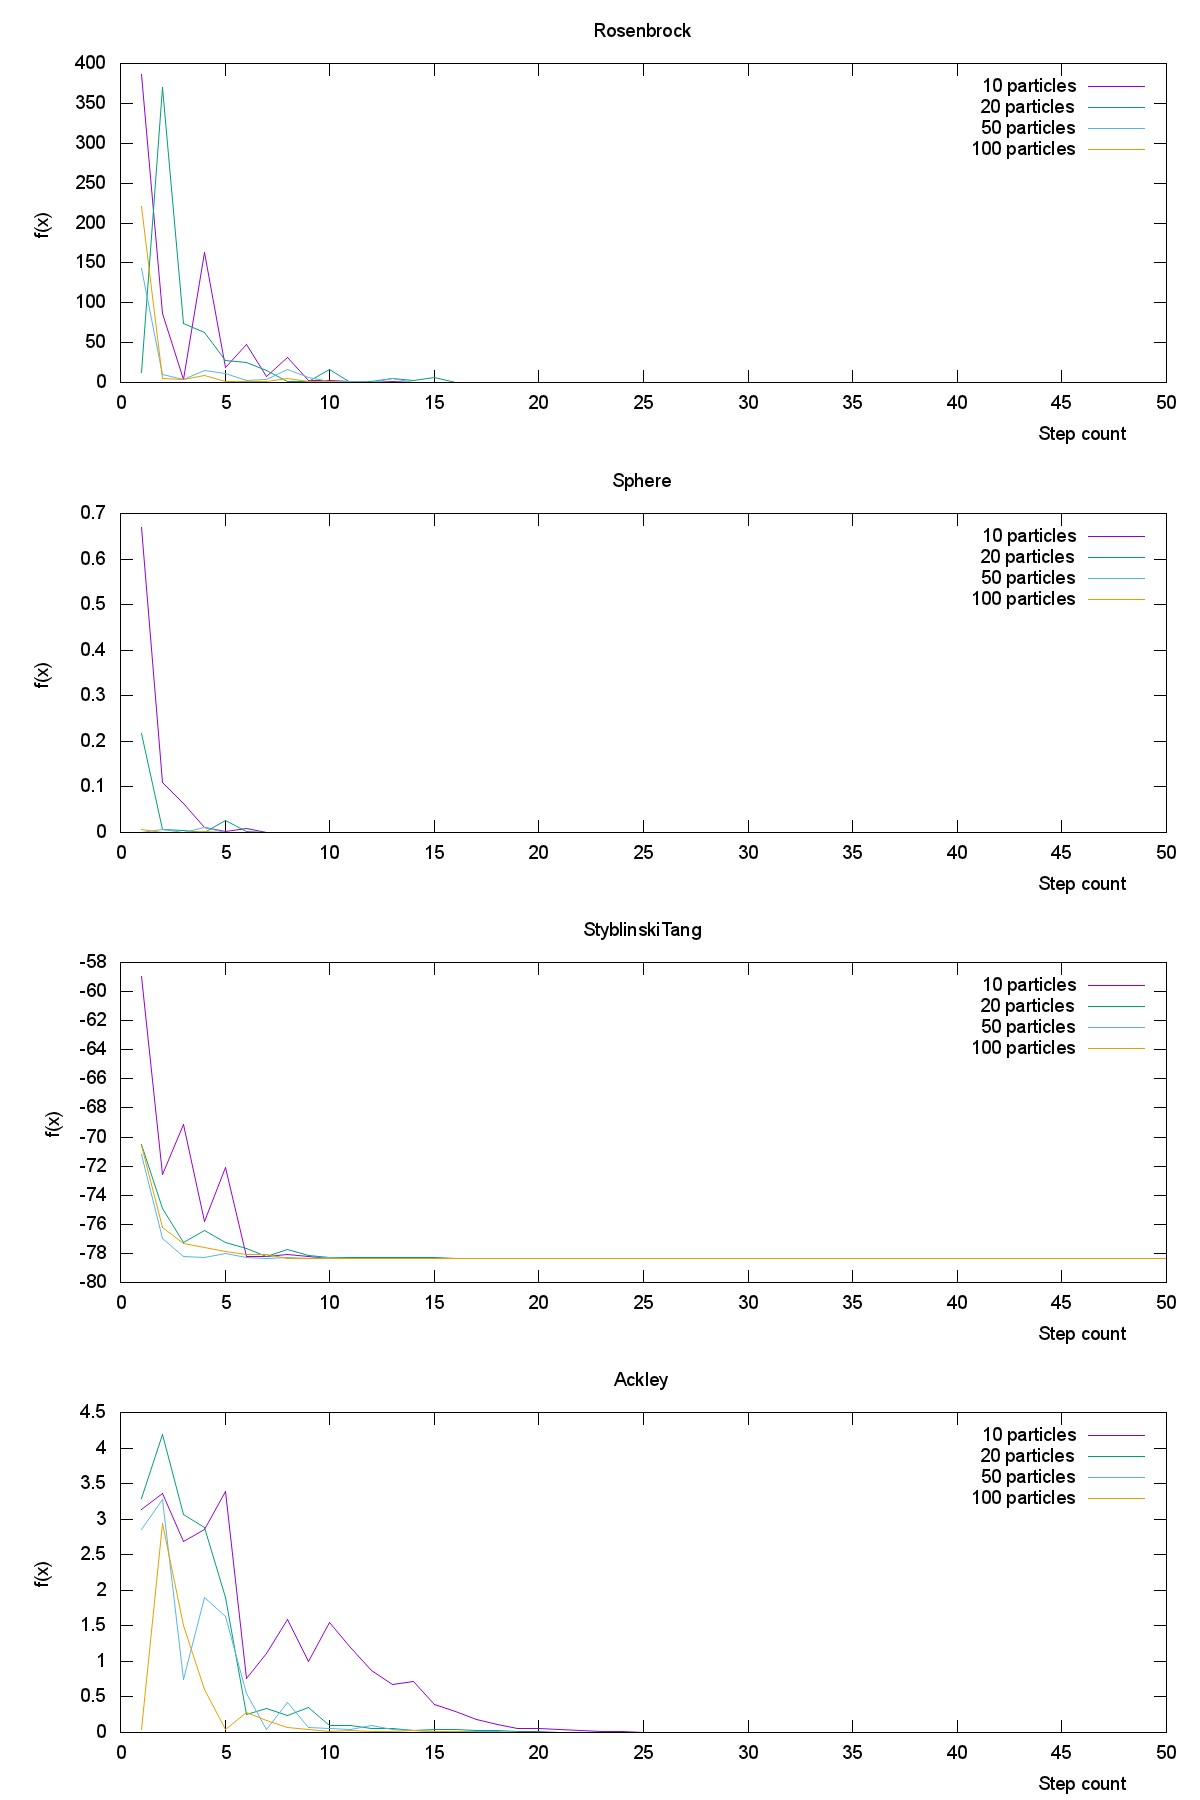 Rosenbrock
400
350
300
250
200
150
100
50
0
f(x)
10 particles
20 particles
50 particles
100 particles
0 5 10 15 20 25 30 35 40 45 50
Step count
Sphere
0.7
0.6
0.5
0.4
0.3
0.2
0.1
0
f(x)
10 particles
20 particles
50 particles
100 particles
0 5 10 15 20 25 30 35 40 45 50
Step count
StyblinskiTang
-58
-60
-62
-64
-66
-68
-70
-72
-74
-76
-78
-80
f(x)
10 particles
20 particles
50 particles
100 particles
0 5 10 15 20 25 30 35 40 45 50
Step count
Ackley
4.5
4
3.5
3
2.5
2
1.5
1
0.5
0
f(x)
10 particles
20 particles
50 particles
100 particles
0 5 10 15 20 25 30 35 40 45 50
Step count